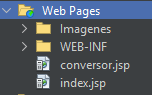 Web Pages
Imagenes
WEB-INF
conversor.jsp
index.jsp